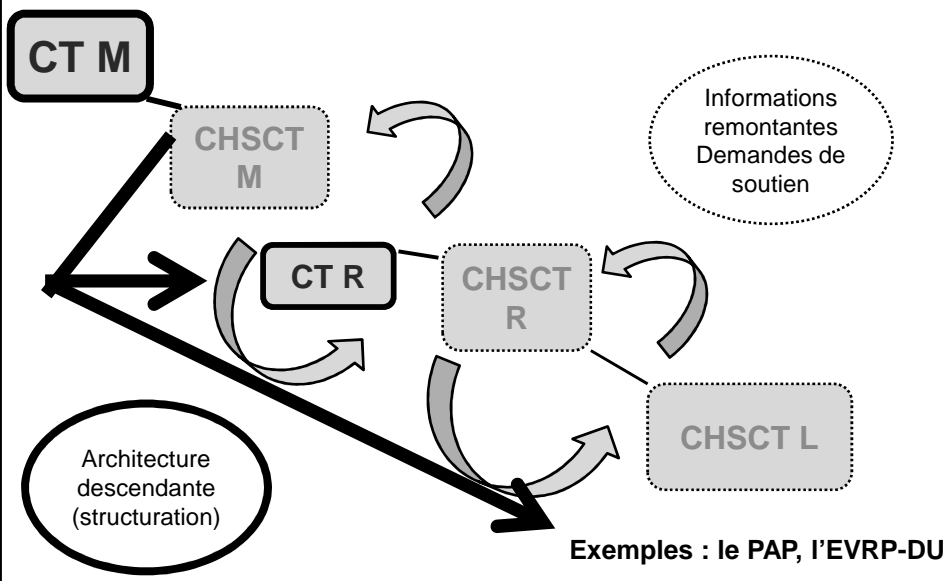 CT M
CHSCT
M
Informations
remontantes
Demandes de
soutien
CT R
CHSCT
R
CHSCT L
Architecture
descendante
(structuration)
Exemples : le PAP, l’EVRP-DU